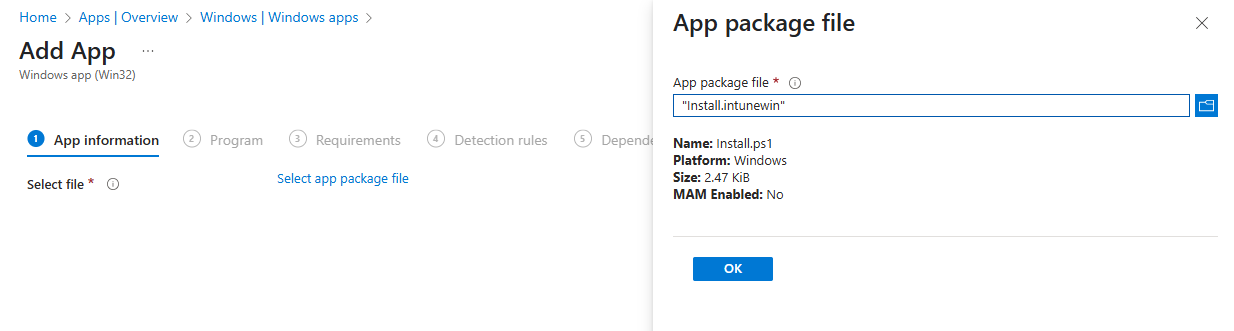 Home > Apps | Overview > Windows | Windows apps >
Add App ...
Windows app (Win32)
1 App information 2 Program 3 Requirements 4 Detection rules 5 Depende
Select file * Select app package file
App package file
App package file *
"Install.intunewin"
Name: Install.ps1
Platform: Windows
Size: 2.47 KiB
MAM Enabled: No
OK